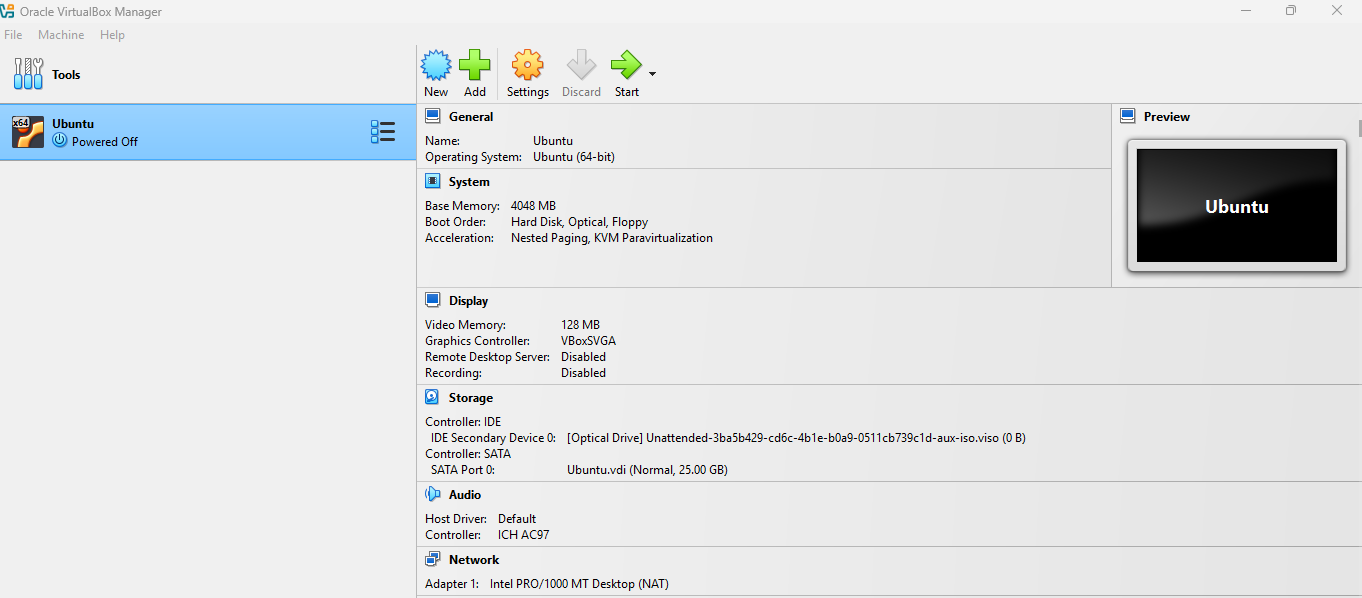 Oracle VirtualBox Manager
File Machine Help
Tools
New Add Settings Discard Start
x64
Ubuntu
Powered Off
General
Name: Ubuntu
Operating System: Ubuntu (64-bit)
System
Base Memory: 4048 MB
Boot Order: Hard Disk, Optical, Floppy
Acceleration: Nested Paging, KVM Paravirtualization
Preview
Ubuntu
Display
Video Memory: 128 MB
Graphics Controller: VBoxSVGA
Remote Desktop Server: Disabled
Recording: Disabled
Storage
Controller: IDE
IDE Secondary Device 0: [Optical Drive] Unattended-3ba5b429-cd6c-4b1e-b0a9-0511cb739c1d-aux-iso.viso (0 B)
Controller: SATA
SATA Port 0: Ubuntu.vdi (Normal, 25.00 GB)
Audio
Host Driver: Default
Controller: ICH AC97
Network
Adapter 1: Intel PRO/1000 MT Desktop (NAT)